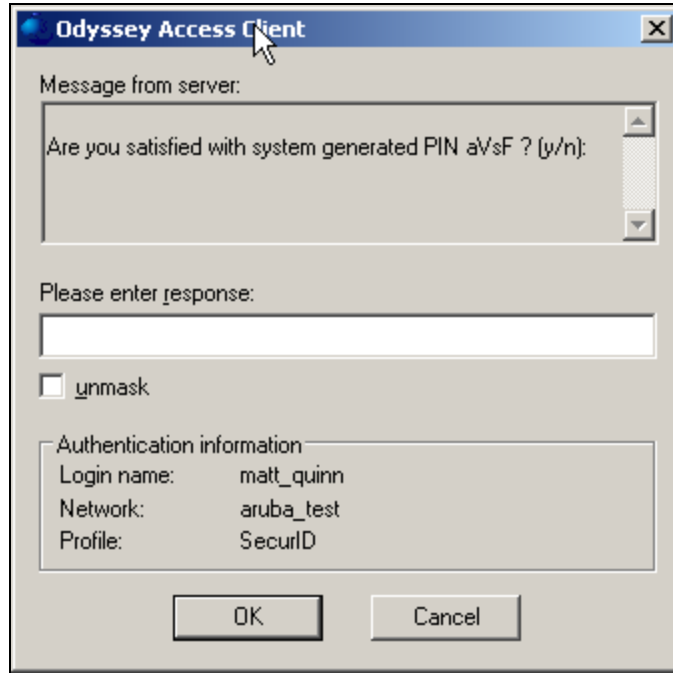 Odyssey Access Client
Message from server:
Are you satisfied with system generated PIN aVsF ? (y/n):
Please enter response:
unmask
Authentication information
Login name: matt_quinn
Network: aruba_test
Profile: SecurID
OK Cancel